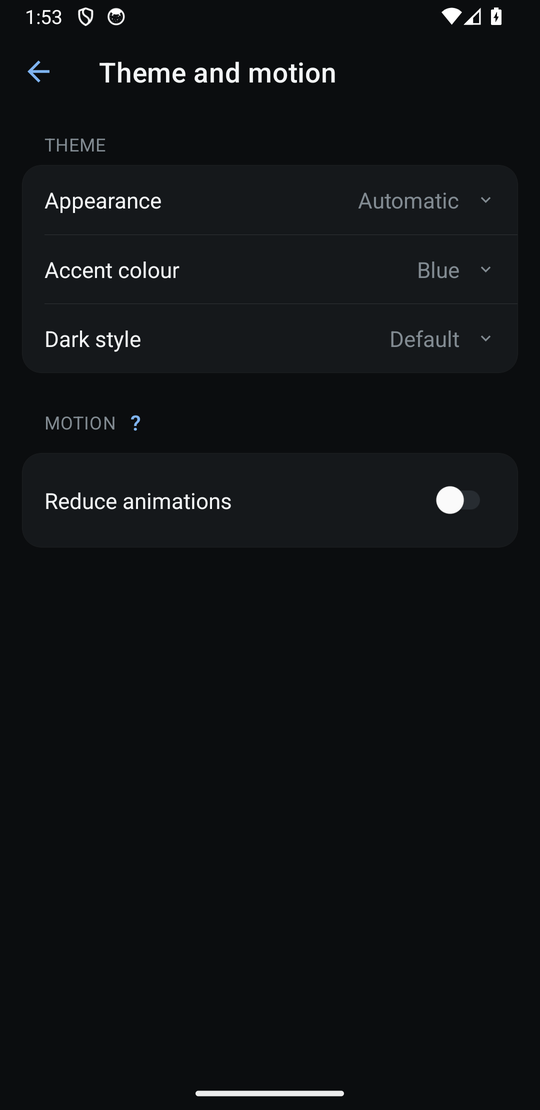 1:53
Theme and motion
THEME
Appearance Automatic
Accent colour Blue
Dark style Default
MOTION ?
Reduce animations